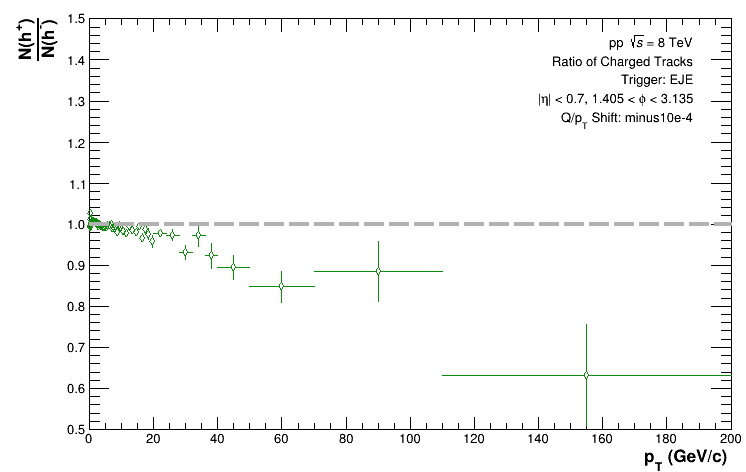 N(h⁺)
N(h⁻)
1.5
1.4
1.3
1.2
1.1
1.0
0.9
0.8
0.7
0.6
0.5
pp √s = 8 TeV
Ratio of Charged Tracks
Trigger: EJE
|η| < 0.7, 1.405 < ϕ < 3.135
Q/p_T Shift: minus10e-4
0 20 40 60 80 100 120 140 160 180 200
p_T (GeV/c)